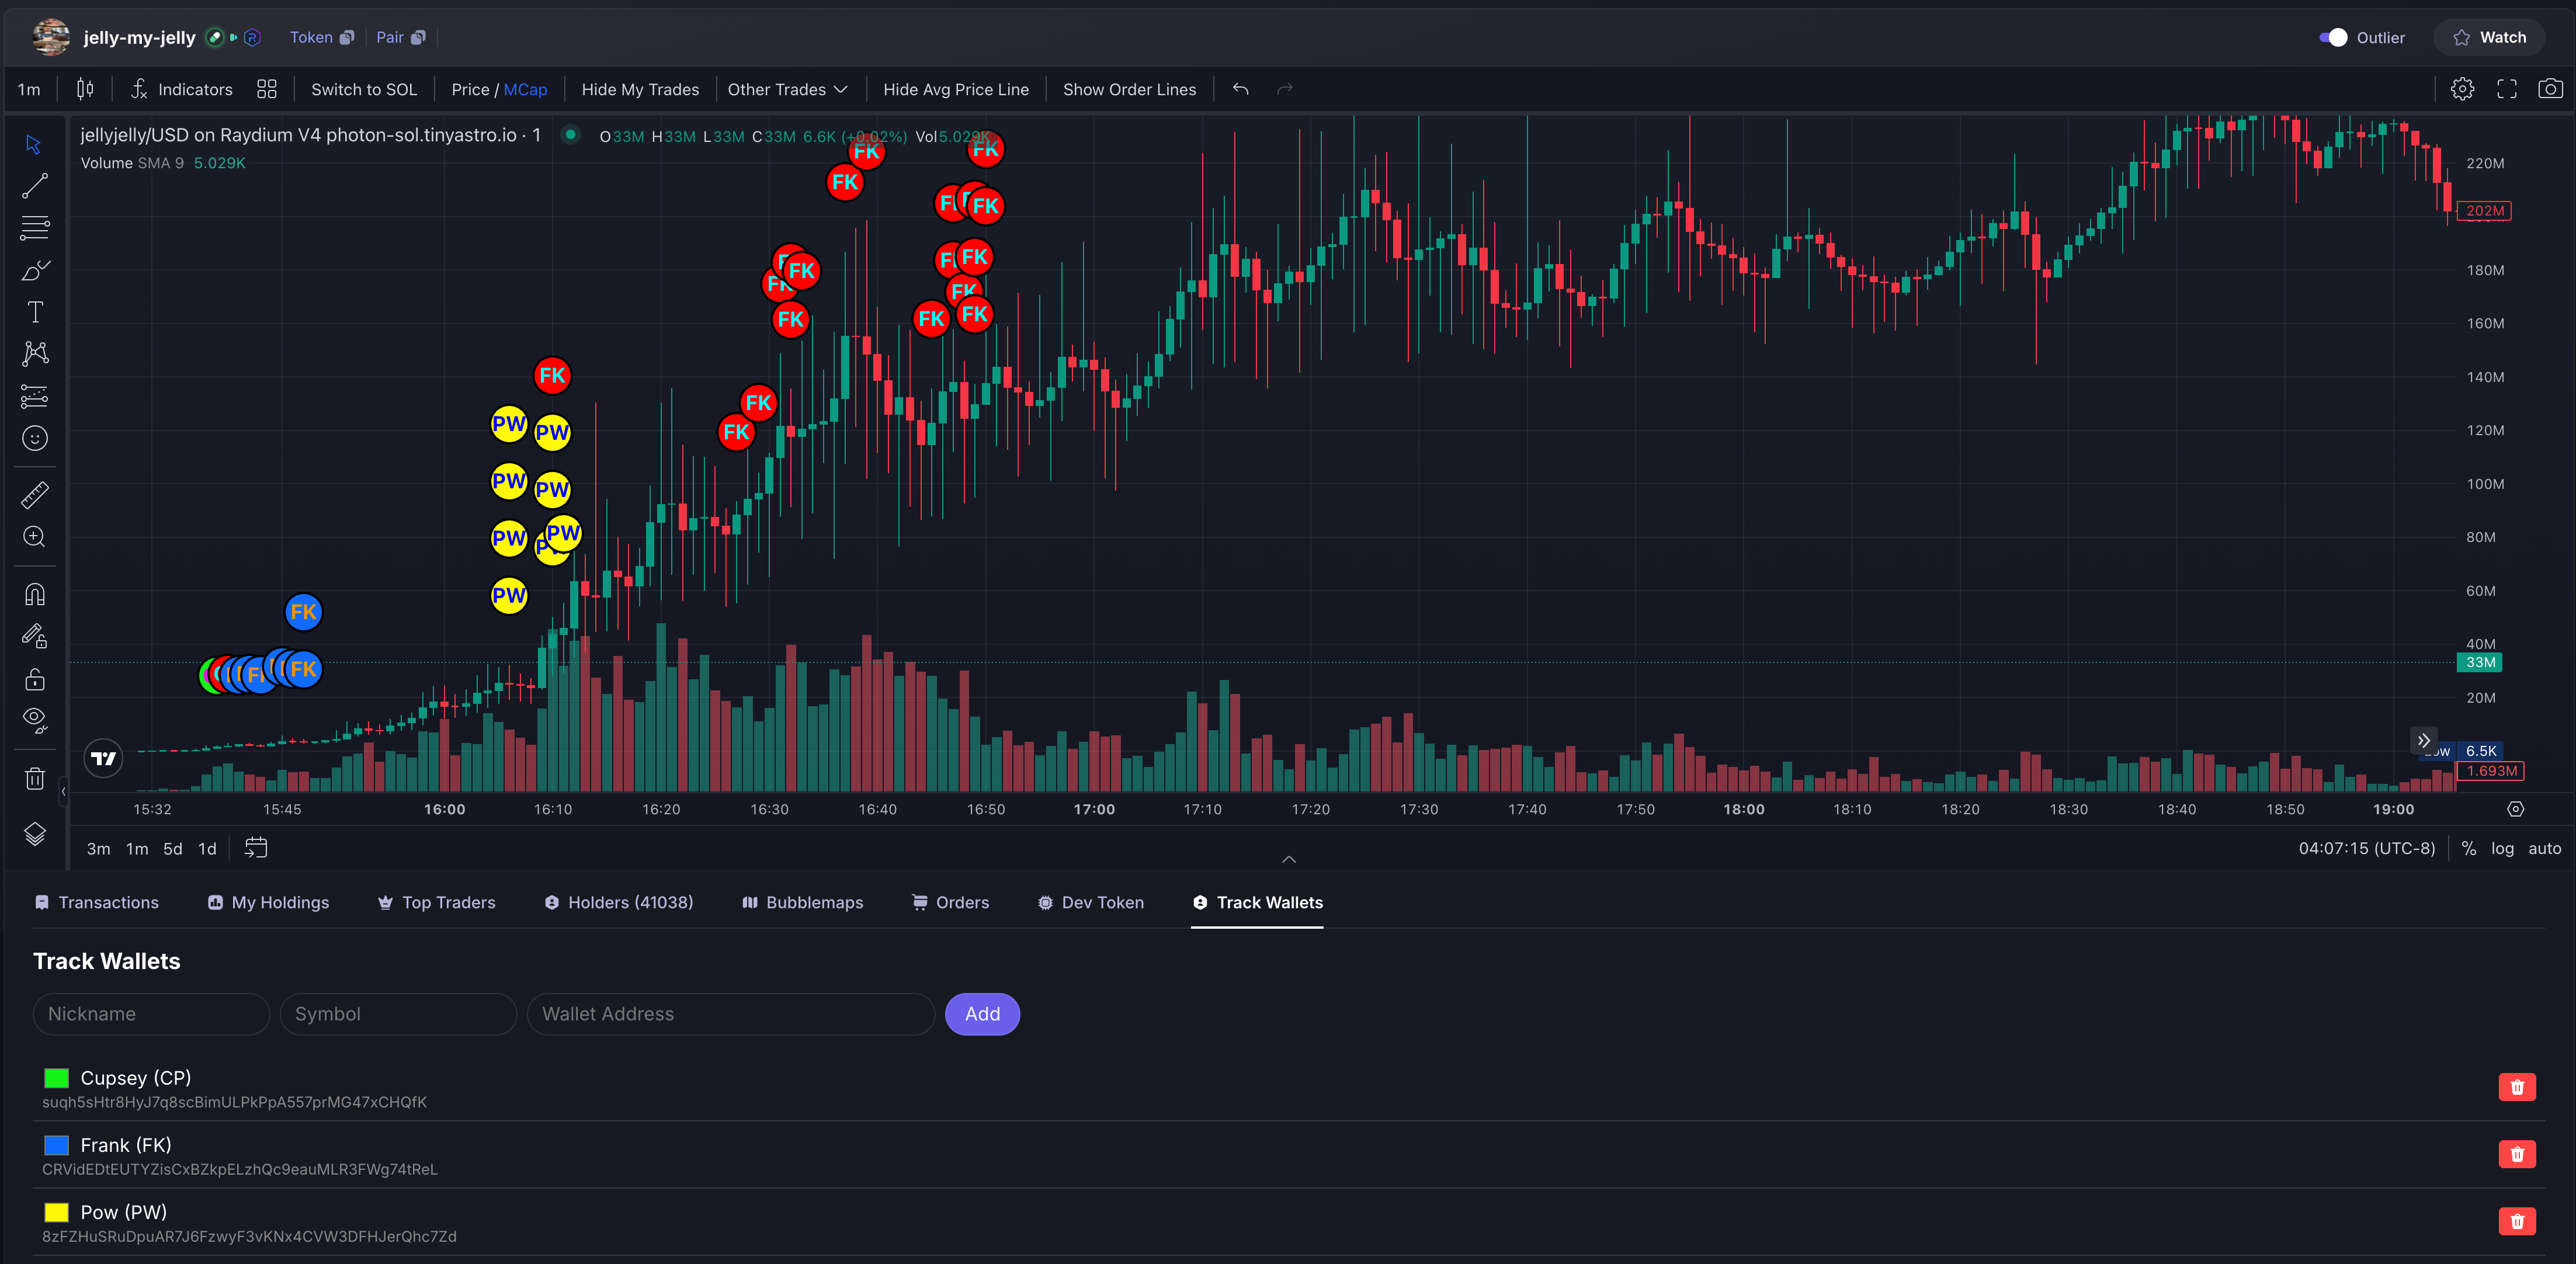 jelly-my-jelly Token Pair Outlier Watch
1m Indicators Switch to SOL Price / MCap Hide My Trades Other Trades Hide Avg Price Line Show Order Lines
jellyjelly/USD on Raydium V4 photon-sol.tinyastro.io · 1 O33M H33M L33M C33M 6.6K (+0.02%) Vol5.029K
Volume SMA 9 5.029K
FK FK
FK
FK FK
FK
FK
FK
FK
FK FK
FK
FK FK
FK
FK
FK
PW PW
PW PW
PW PW
PW
FK
FK
220M
202M
180M
160M
140M
120M
100M
80M
60M
40M
33M
20M
6.5K
1.693M
15:32 15:45 16:00 16:10 16:20 16:30 16:40 16:50 17:00 17:10 17:20 17:30 17:40 17:50 18:00 18:10 18:20 18:30 18:40 18:50 19:00
3m 1m 5d 1d 04:07:15 (UTC-8) % log auto
Transactions My Holdings Top Traders Holders (41038) Bubblemaps Orders Dev Token Track Wallets
Track Wallets
Nickname Symbol Wallet Address Add
Cupsey (CP)
suqh5sHtr8HyJ7q8scBimULPkPpA557prMG47xCHQfK
Frank (FK)
CRVidEDtEUTYZisCxBZkpELzhQc9eauMLR3FWg74tReL
Pow (PW)
8zFZHuSRuDpuAR7J6FzwyF3vKNx4CVW3DFHJerQhc7Zd